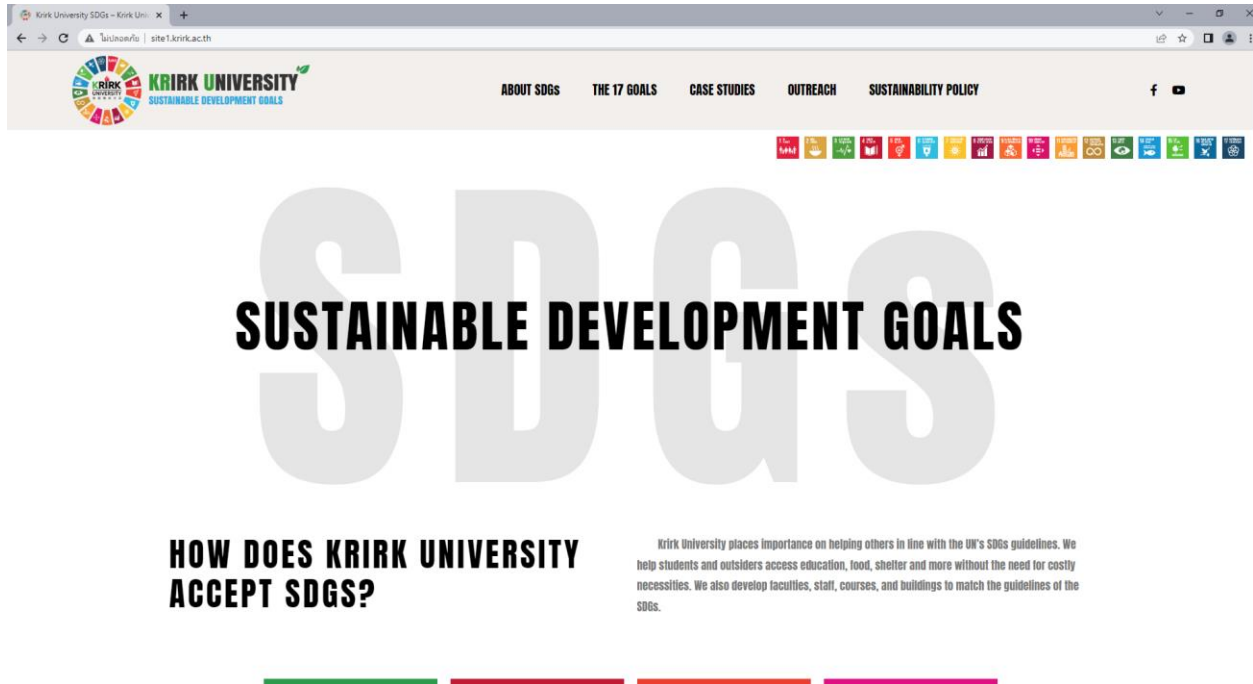 Krirk University SDGs – Krirk Uni
ไม่ปลอดภัย | site1.krirk.ac.th
KRIRK
UNIVERSITY
KRIRK UNIVERSITY
SUSTAINABLE DEVELOPMENT GOALS
ABOUT SDGs THE 17 GOALS CASE STUDIES OUTREACH SUSTAINABILITY POLICY
SDGs
SUSTAINABLE DEVELOPMENT GOALS
HOW DOES KRIRK UNIVERSITY
ACCEPT SDGS?
Krirk University places importance on helping others in line with the UN's SDGs guidelines. We
help students and outsiders access education, food, shelter and more without the need for costly
necessities. We also develop faculties, staff, courses, and buildings to match the guidelines of the
SDGs.